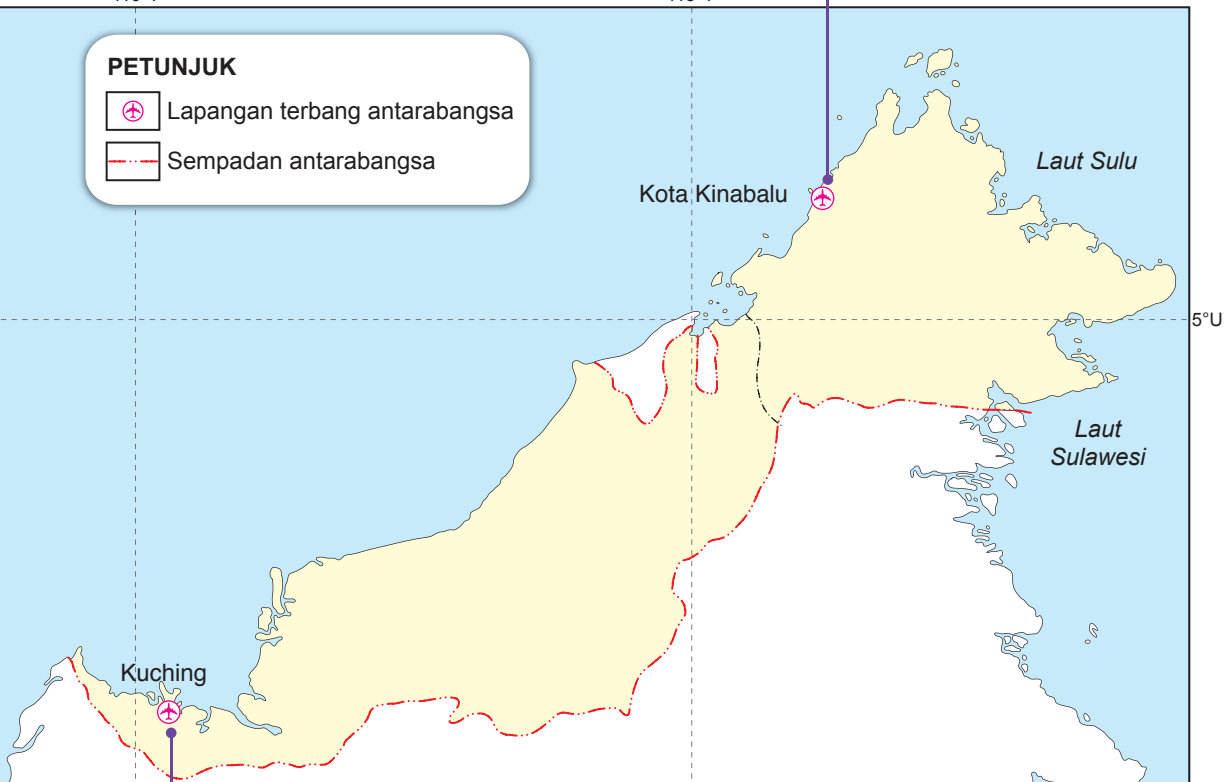 PETUNJUK
Lapangan terbang antarabangsa
Sempadan antarabangsa
Laut Sulu
Kota Kinabalu
5°U
Laut
Sulawesi
Kuching